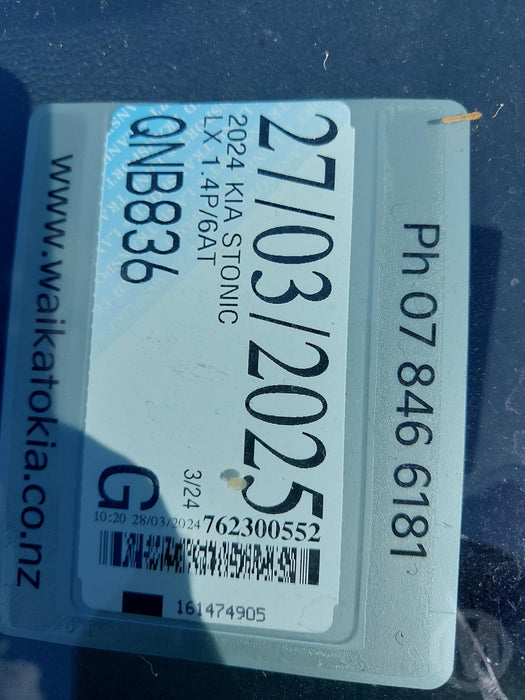 Ph 07 846 6181
27/03/2025
2024 KIA STONIC
LX 1.4P/6AT
QNB836
3/24
G
10:20 28/03/2024 762300552
161474905
www.waikatokia.co.nz